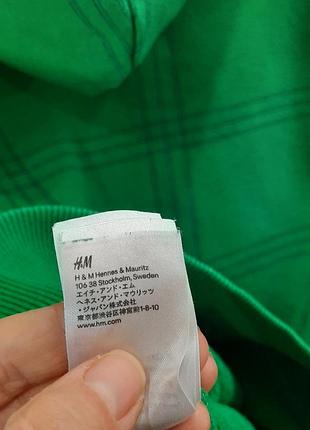 H&M
H & M Hennes & Mauritz
106 38 Stockholm, Sweden
エイチ・アンド・エム
ヘネス・アンド・マウリッツ
・ジャパン株式会社
東京都渋谷区神宮前1-8-10
www.hm.com